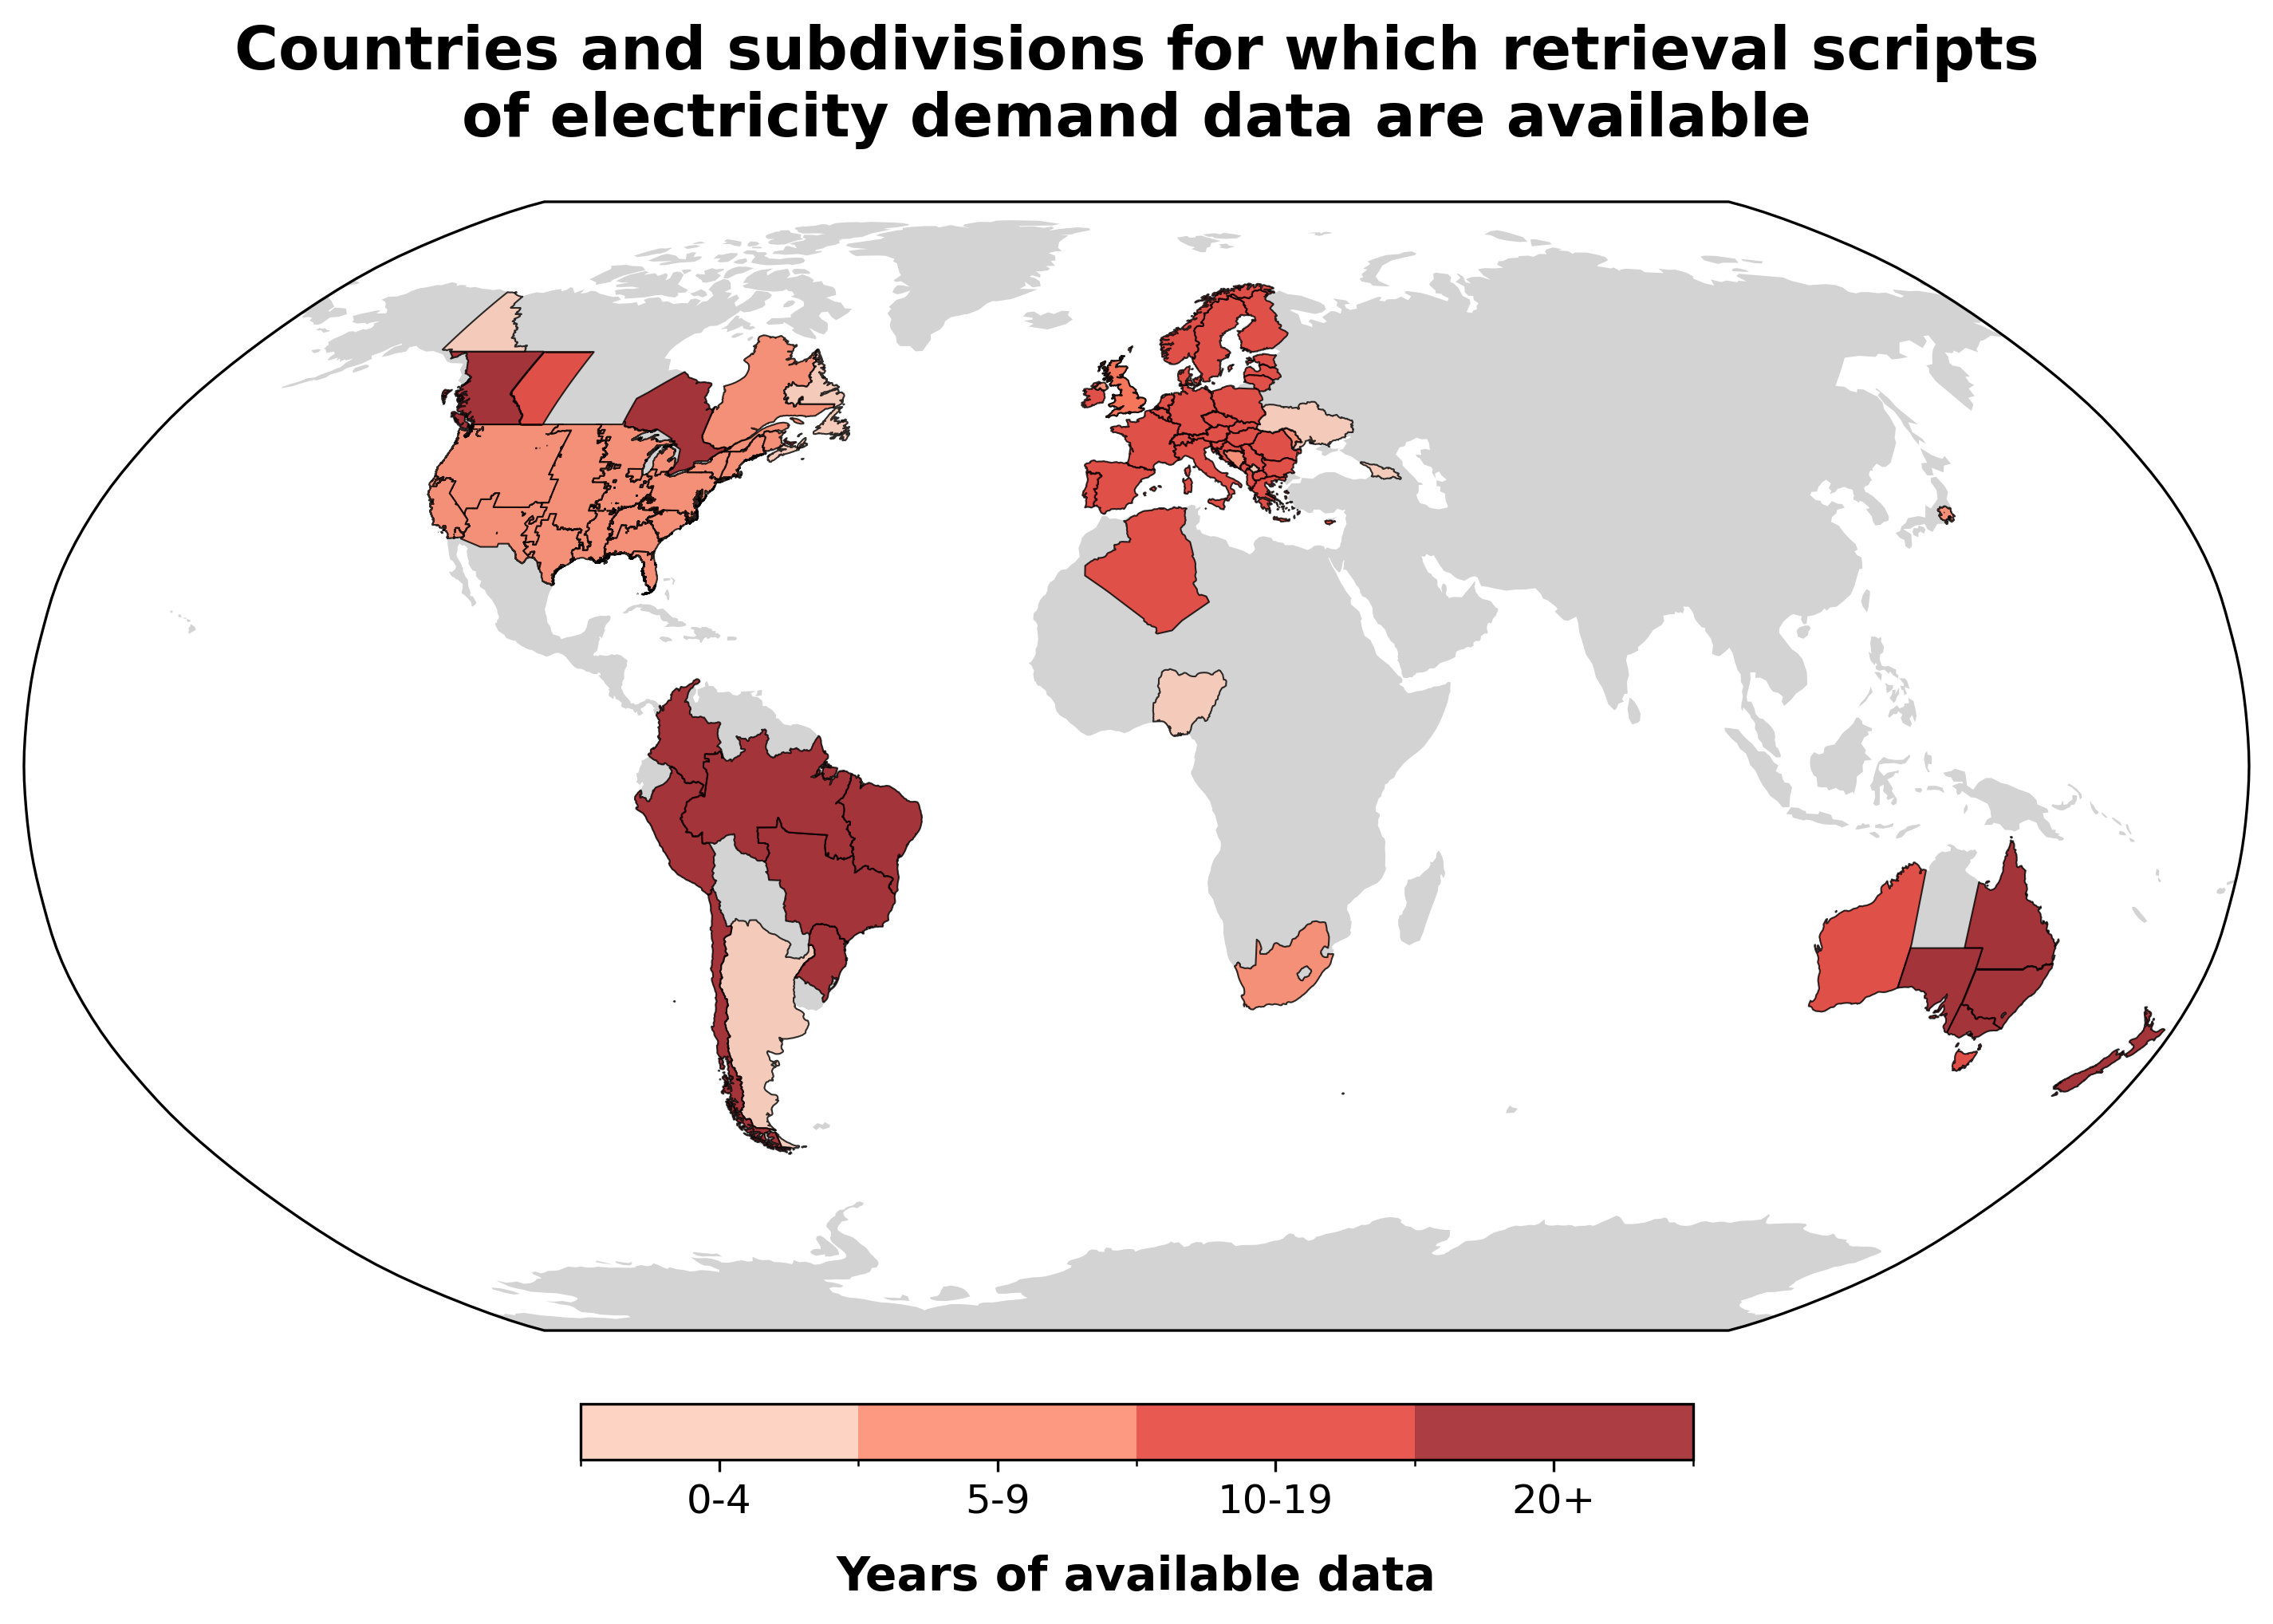 Countries and subdivisions for which retrieval scripts
of electricity demand data are available
0-4 5-9 10-19 20+
Years of available data